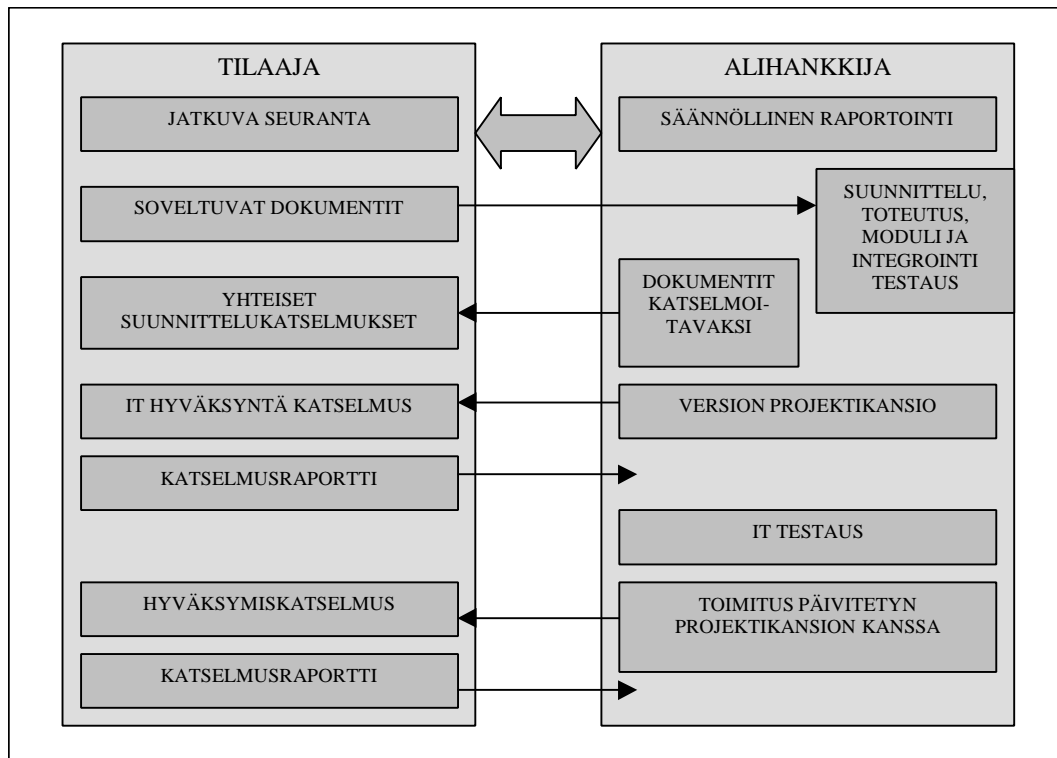 TILAAJA
JATKUVA SEURANTA
SOVELTUVAT DOKUMENTIT
YHTEISET
SUUNNITTELUKATSELMUKSET
IT HYVÄKSYNTÄ KATSELMUS
KATSELMUSRAPORTTI
HYVÄKSYMISKATSELMUS
KATSELMUSRAPORTTI
ALIHANKKIJA
SÄÄNNÖLLINEN RAPORTOINTI
SUUNNITTELU,
TOTEUTUS,
MODULI JA
INTEGROINTI
TESTAUS
DOKUMENTIT
KATSELMOI-
TAVAKSI
VERSION PROJEKTIKANSIO
IT TESTAUS
TOIMITUS PÄIVITETYN
PROJEKTIKANSION KANSSA